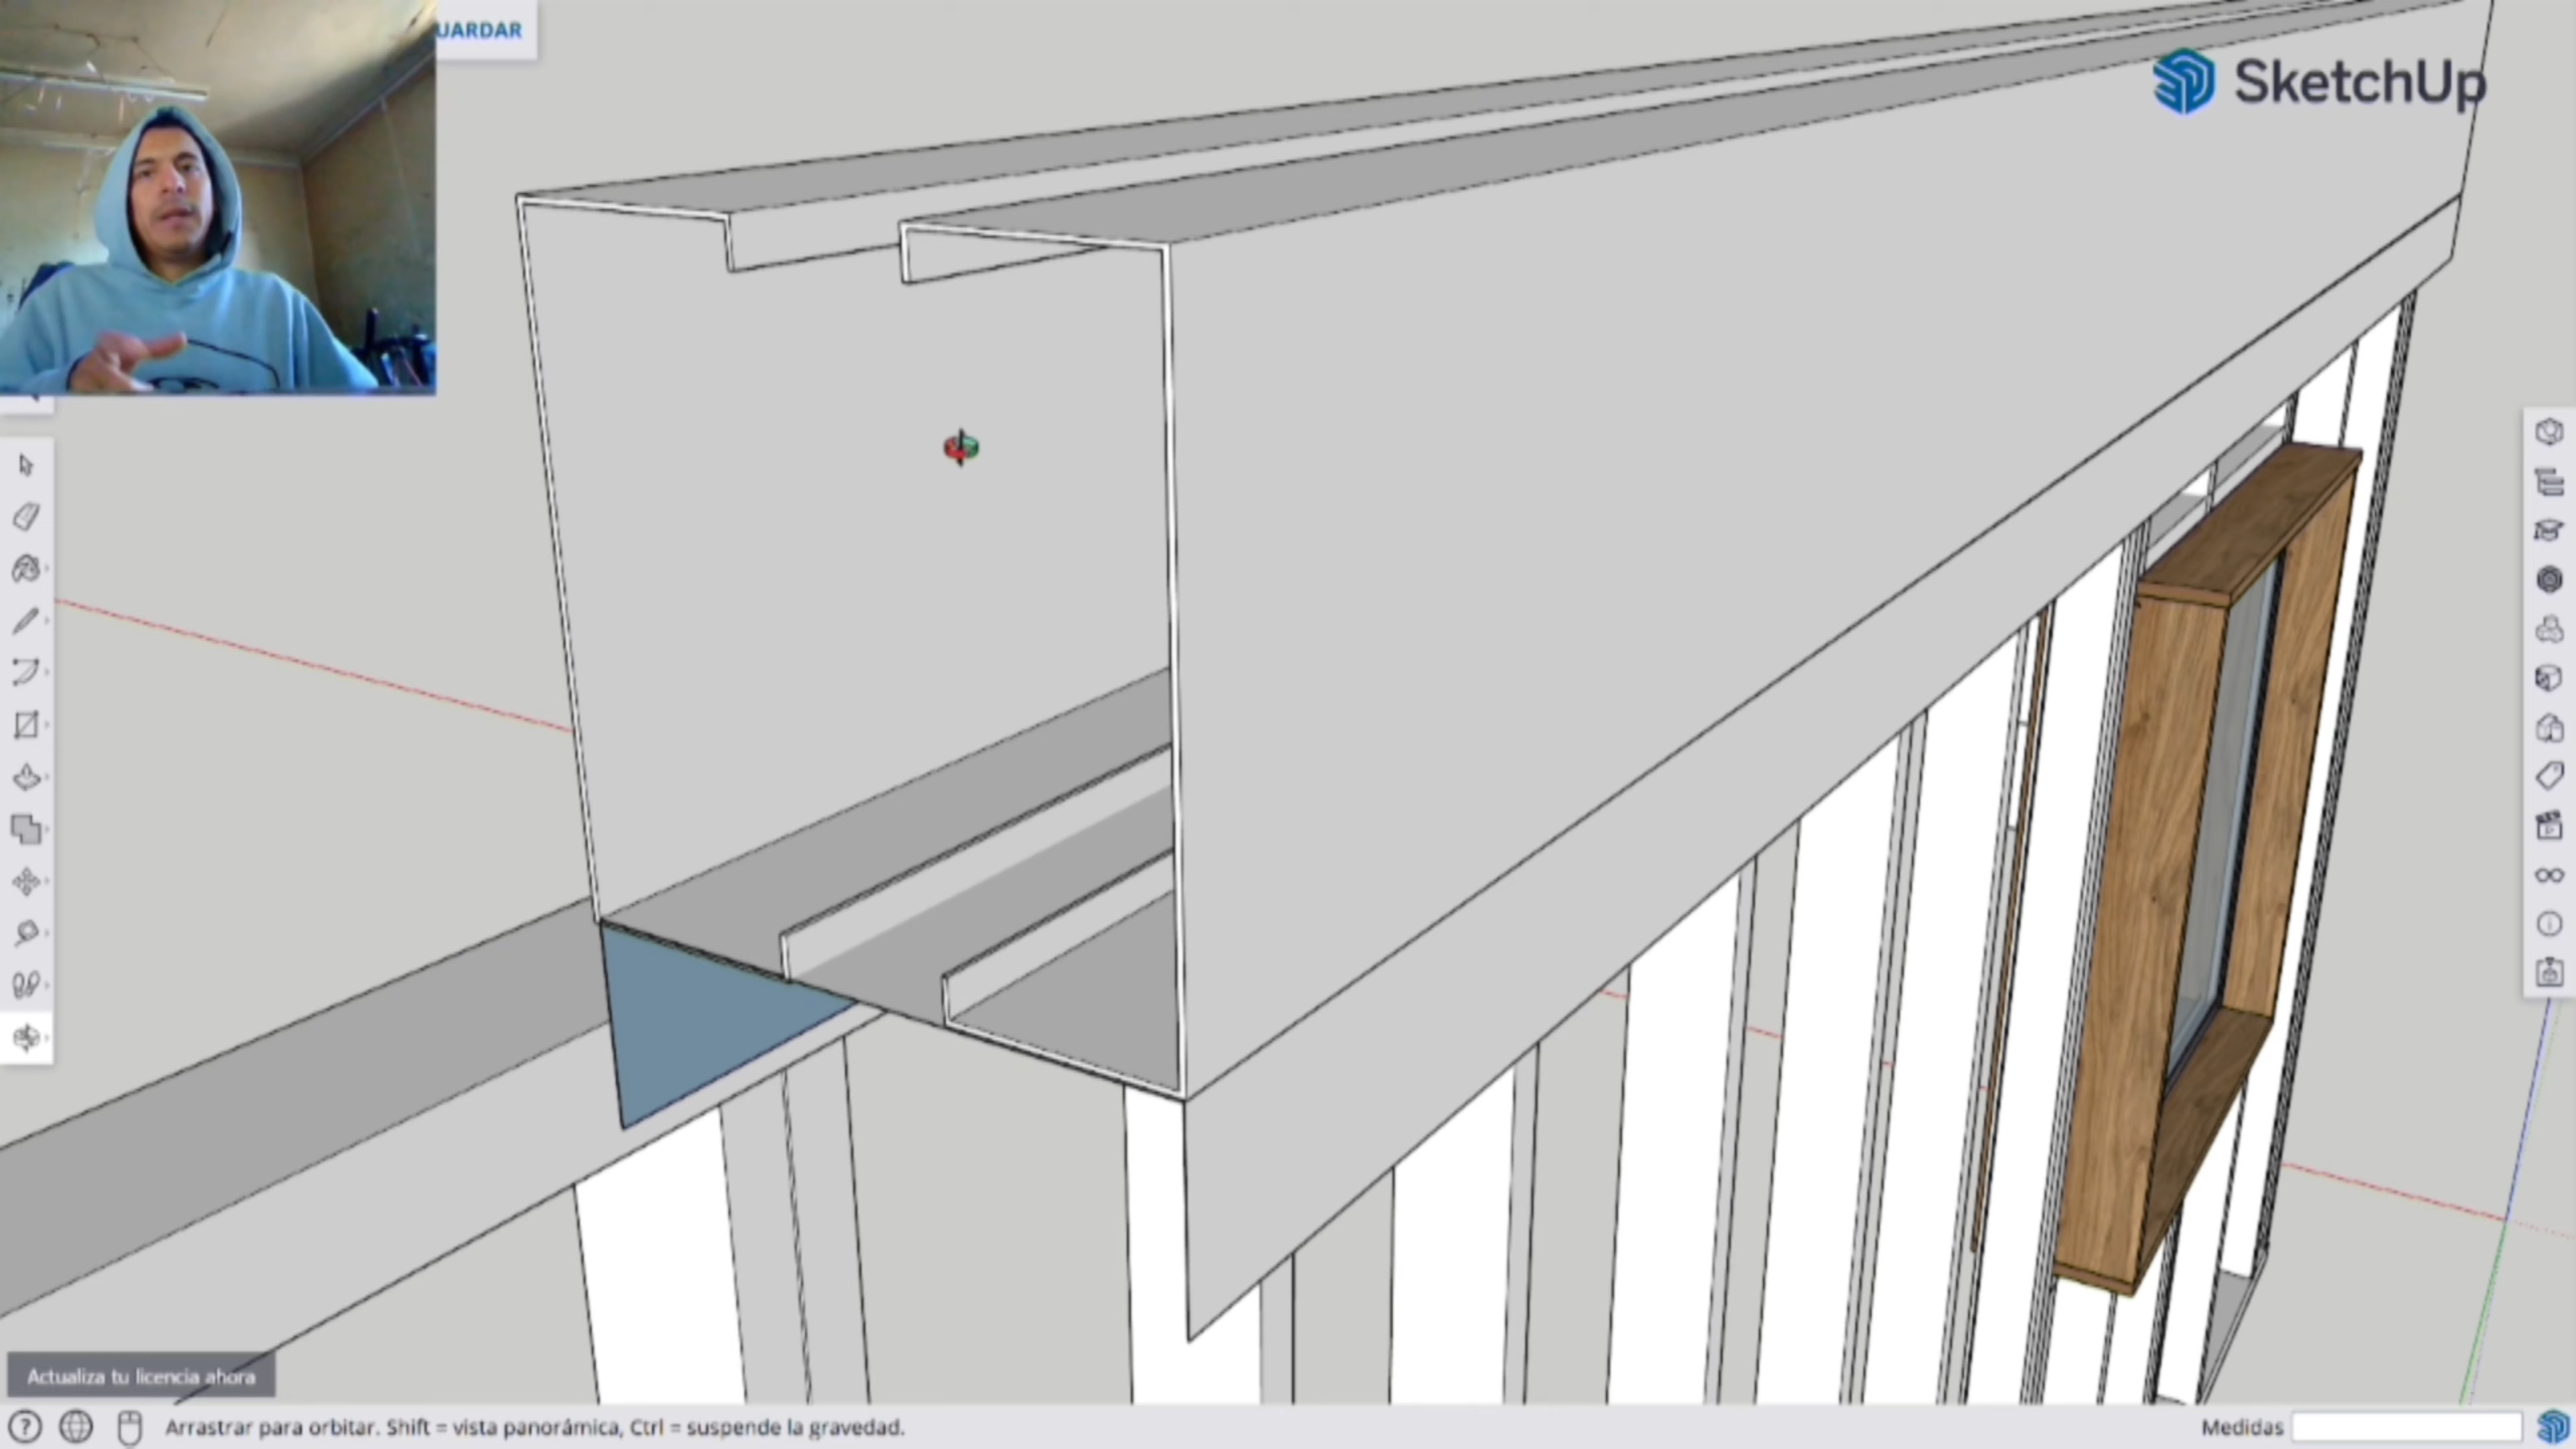 UARDAR
SketchUp
Actualiza tu licencia ahora
Arrastrar para orbitar. Shift = vista panorámica, Ctrl = suspende la gravedad.
Medidas